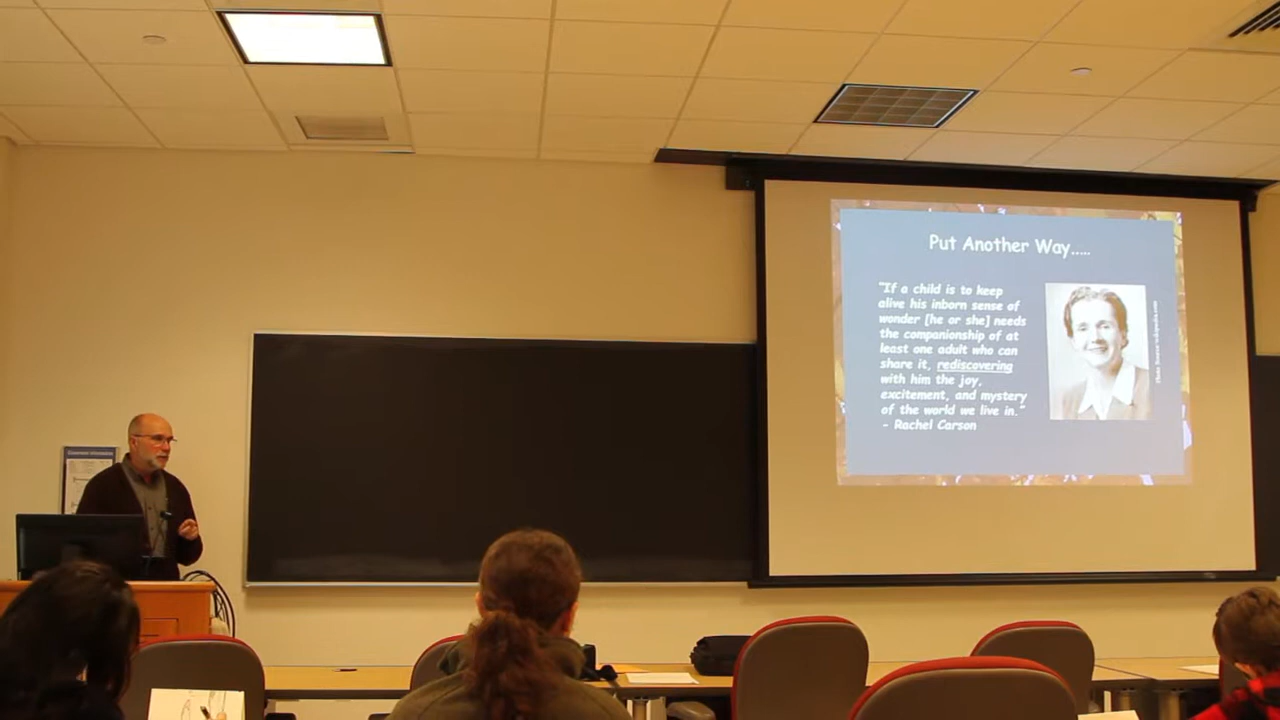 Put Another Way.....
"If a child is to keep
alive his inborn sense of
wonder [he or she] needs
the companionship of at
least one adult who can
share it, rediscovering
with him the joy,
excitement, and mystery
of the world we live in."
- Rachel Carson